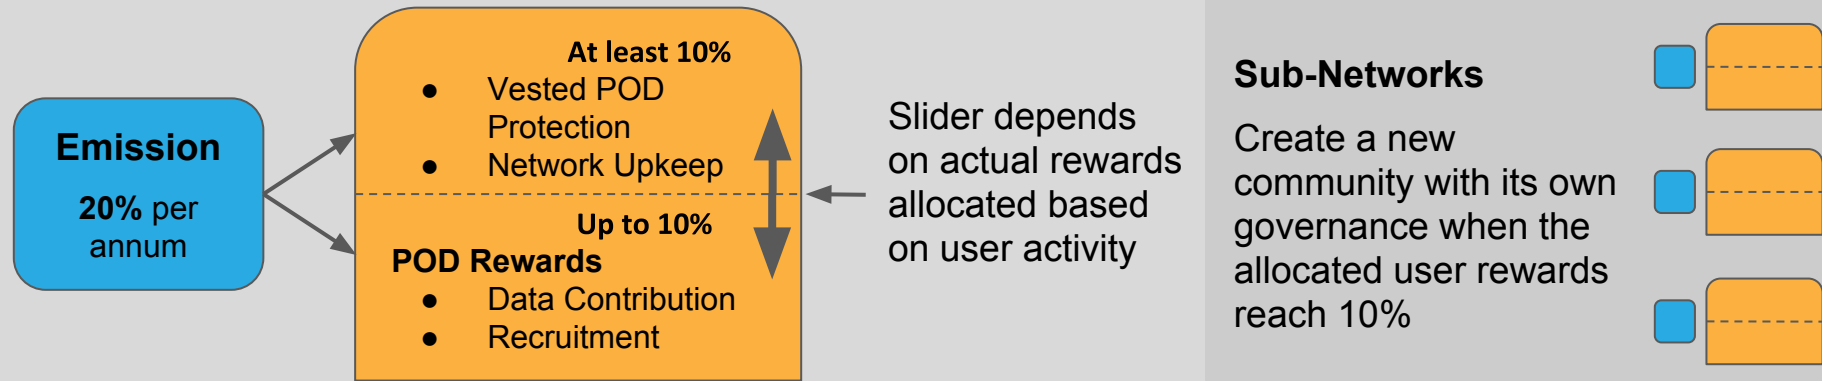 Emission
20% per
annum
At least 10%
● Vested POD
Protection
● Network Upkeep
Up to 10%
POD Rewards
● Data Contribution
● Recruitment
Slider depends
on actual rewards
allocated based
on user activity
Sub-Networks
Create a new
community with its own
governance when the
allocated user rewards
reach 10%